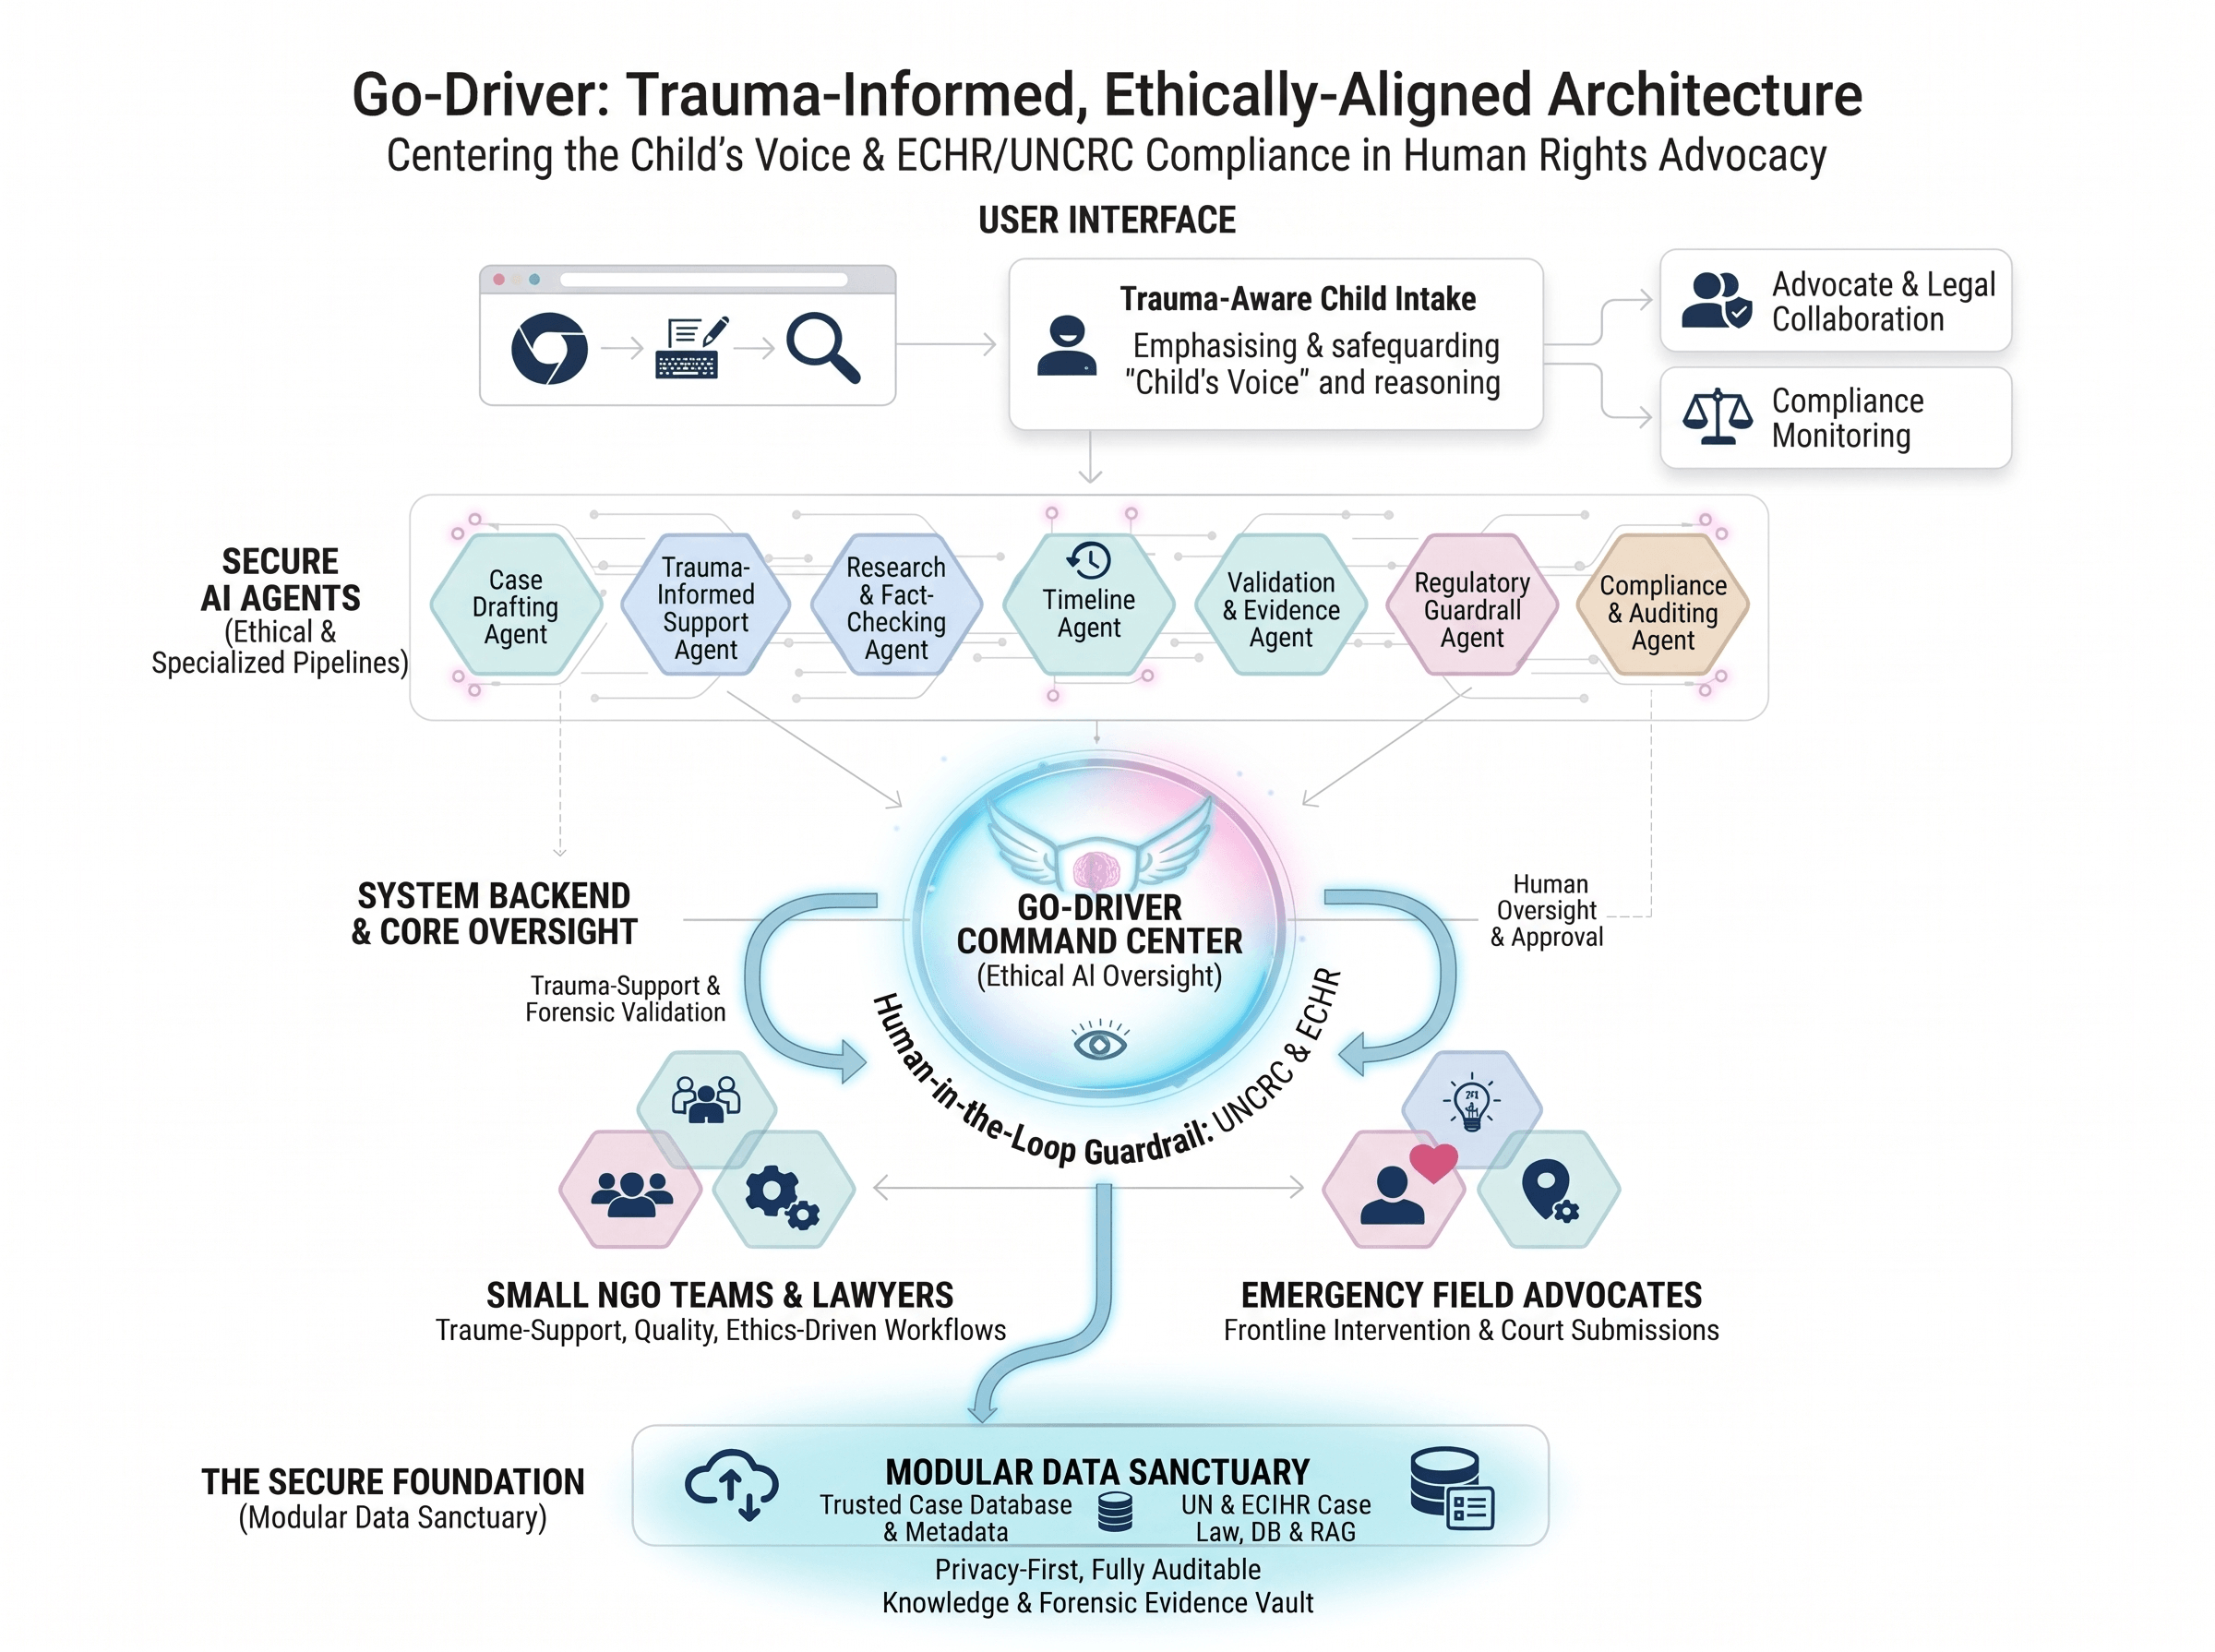 Go-Driver: Trauma-Informed, Ethically-Aligned Architecture
Centering the Child's Voice & ECHR/UNCRC Compliance in Human Rights Advocacy
USER INTERFACE
Trauma-Aware Child Intake
Emphasising & safequarding
"Child's Voice" and reasoning
Advocate & Legal
Collaboration
Compliance
Monitoring
SECURE
AI AGENTS
(Ethical &
Specialized Pipelines)
Case
Drafting
Agent
Trauma-
Informed
Support
Agent
Research
& Fact-
Checking
Agent
Timeline
Agent
Validation
& Evidence
Agent
Regulatory
Guardrall
Agent
Compliance
& Auditing
Agent
SYSTEM BACKEND
& CORE OVERSIGHT
Trauma-Support &
Forensic Validation
GO-DRIVER
COMMAND CENTER
(Ethical AI Oversight)
Human-in-the-Loop Guardrail: UNCRC & ECHR
Human
Oversight
& Approval
SMALL NGO TEAMS & LAWYERS
Traume-Support, Quality, Ethics-Driven Workflows
EMERGENCY FIELD ADVOCATES
Frontline Intervention & Court Submissions
THE SECURE FOUNDATION
(Modular Data Sanctuary)
MODULAR DATA SANCTUARY
Trusted Case Database
& Metadata
UN & ECIHR Case
Law, DB & RAG
Privacy-First, Fully Auditable
Knowledge & Forensic Evidence Vault